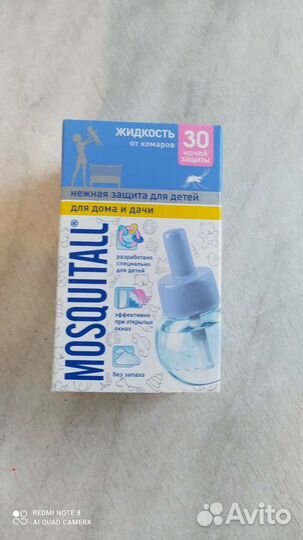 ЖИДКОСТЬ
от комаров
30
ночей
защиты
нежная защита для детей
для дома и дачи
MOSQUITALL®
разработано
специально
для детей
эффективно
при открытых
окнах
без запаха
REDMI NOTE 8
AI QUAD CAMERA
Avito